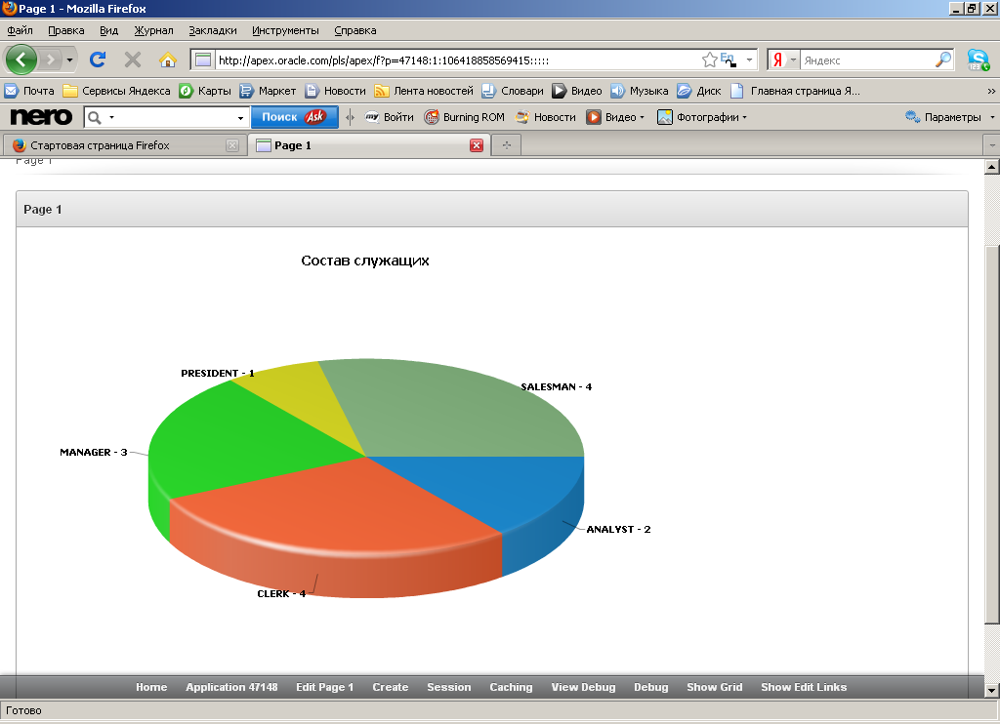 Page 1 - Mozilla Firefox
Файл Правка Вид Журнал Закладки Инструменты Справка
http://apex.oracle.com/pls/apex/f?p=47148:1:106418858569415::::: Я Яндекс
Почта Сервисы Яндекса Карты Маркет Новости Лента новостей Словари Видео Музыка Диск Главная страница Я... »
nero Поиск Ask my Войти Burning ROM Новости Видео Фотографии Параметры
Стартовая страница Firefox Page 1
Page 1
Page 1
Состав служащих
PRESIDENT - 1
SALESMAN - 4
MANAGER - 3
ANALYST - 2
CLERK - 4
Home Application 47148 Edit Page 1 Create Session Caching View Debug Debug Show Grid Show Edit Links
Готово